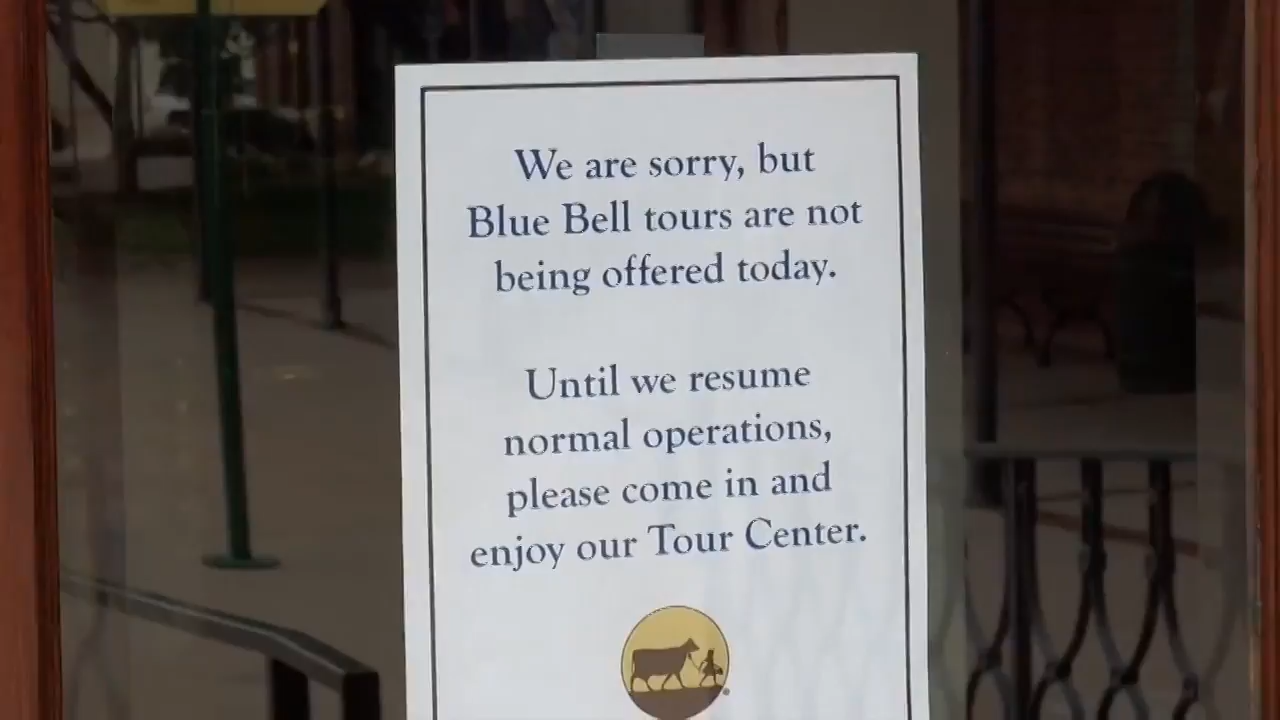 We are sorry, but
Blue Bell tours are not
being offered today.
Until we resume
normal operations,
please come in and
enjoy our Tour Center.